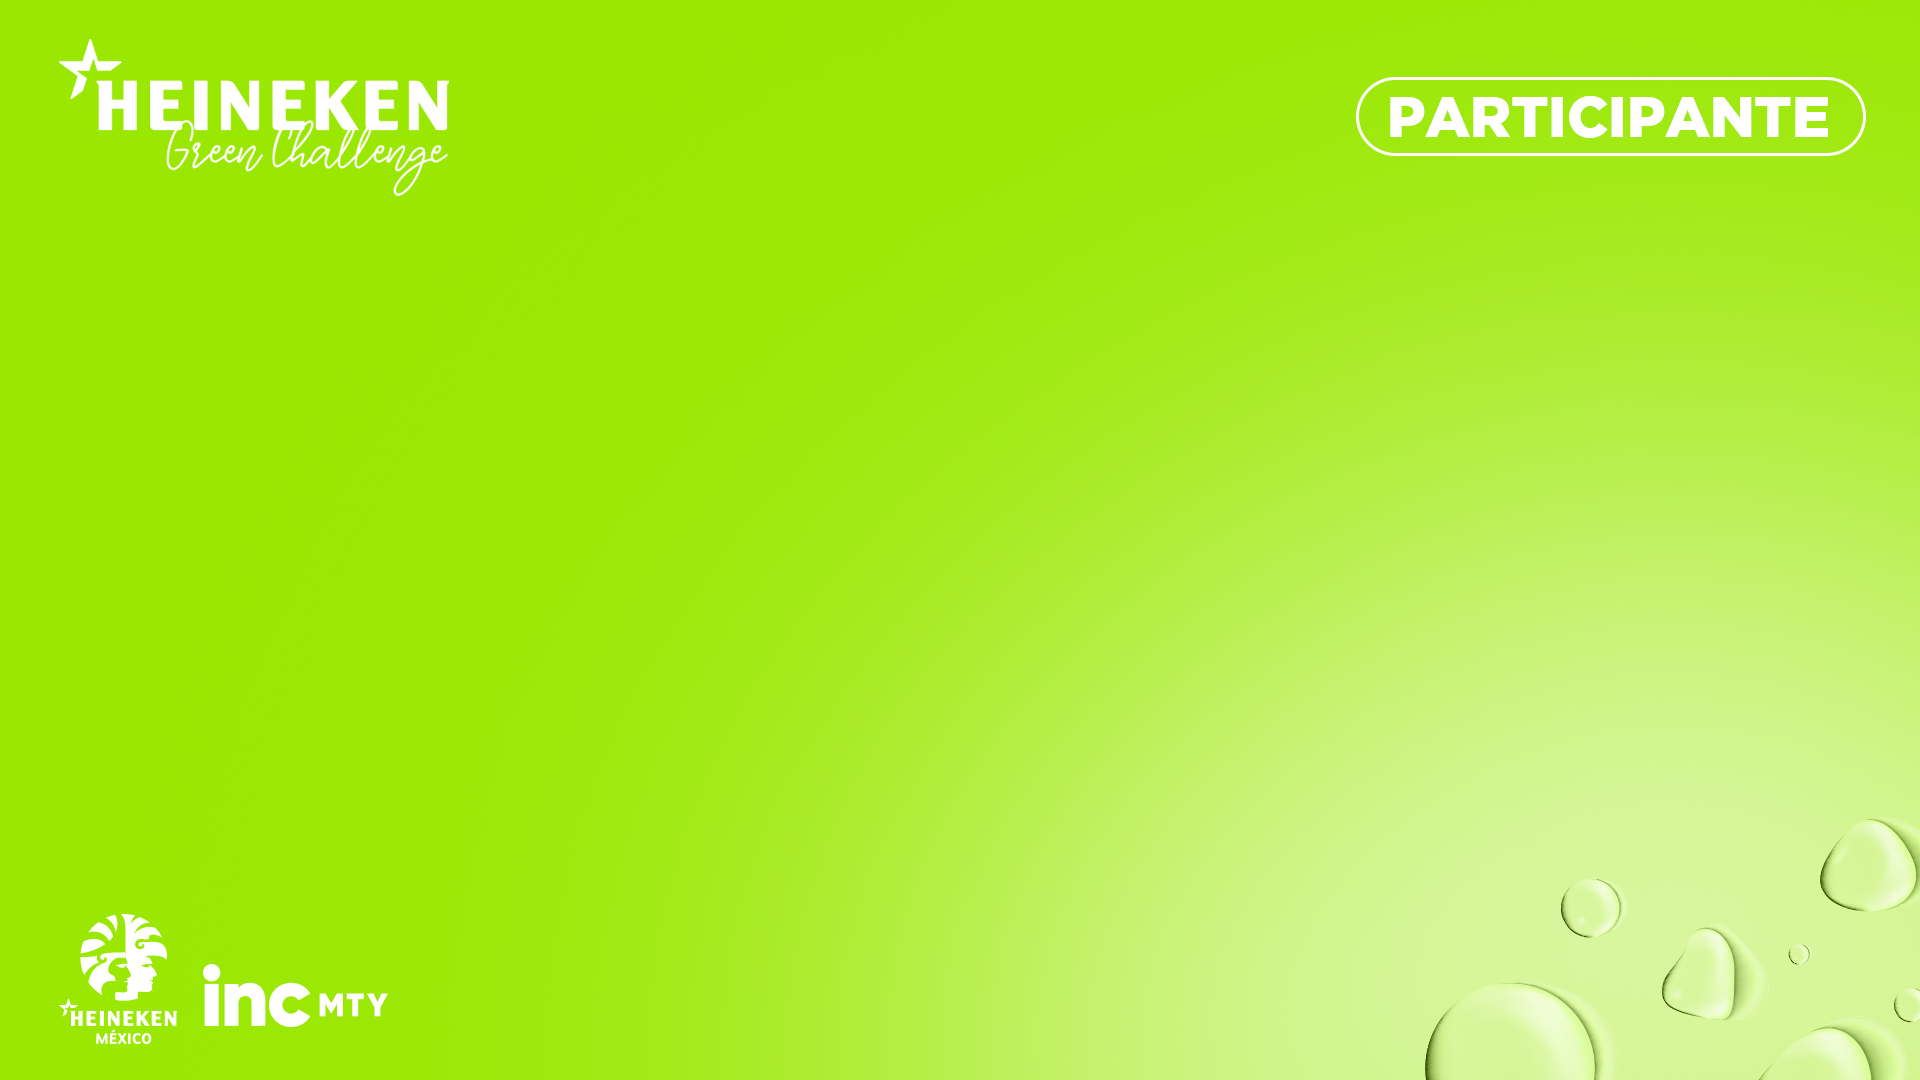 HEINEKEN
Green Challenge
PARTICIPANTE
HEINEKEN
MÉXICO
inc MTY